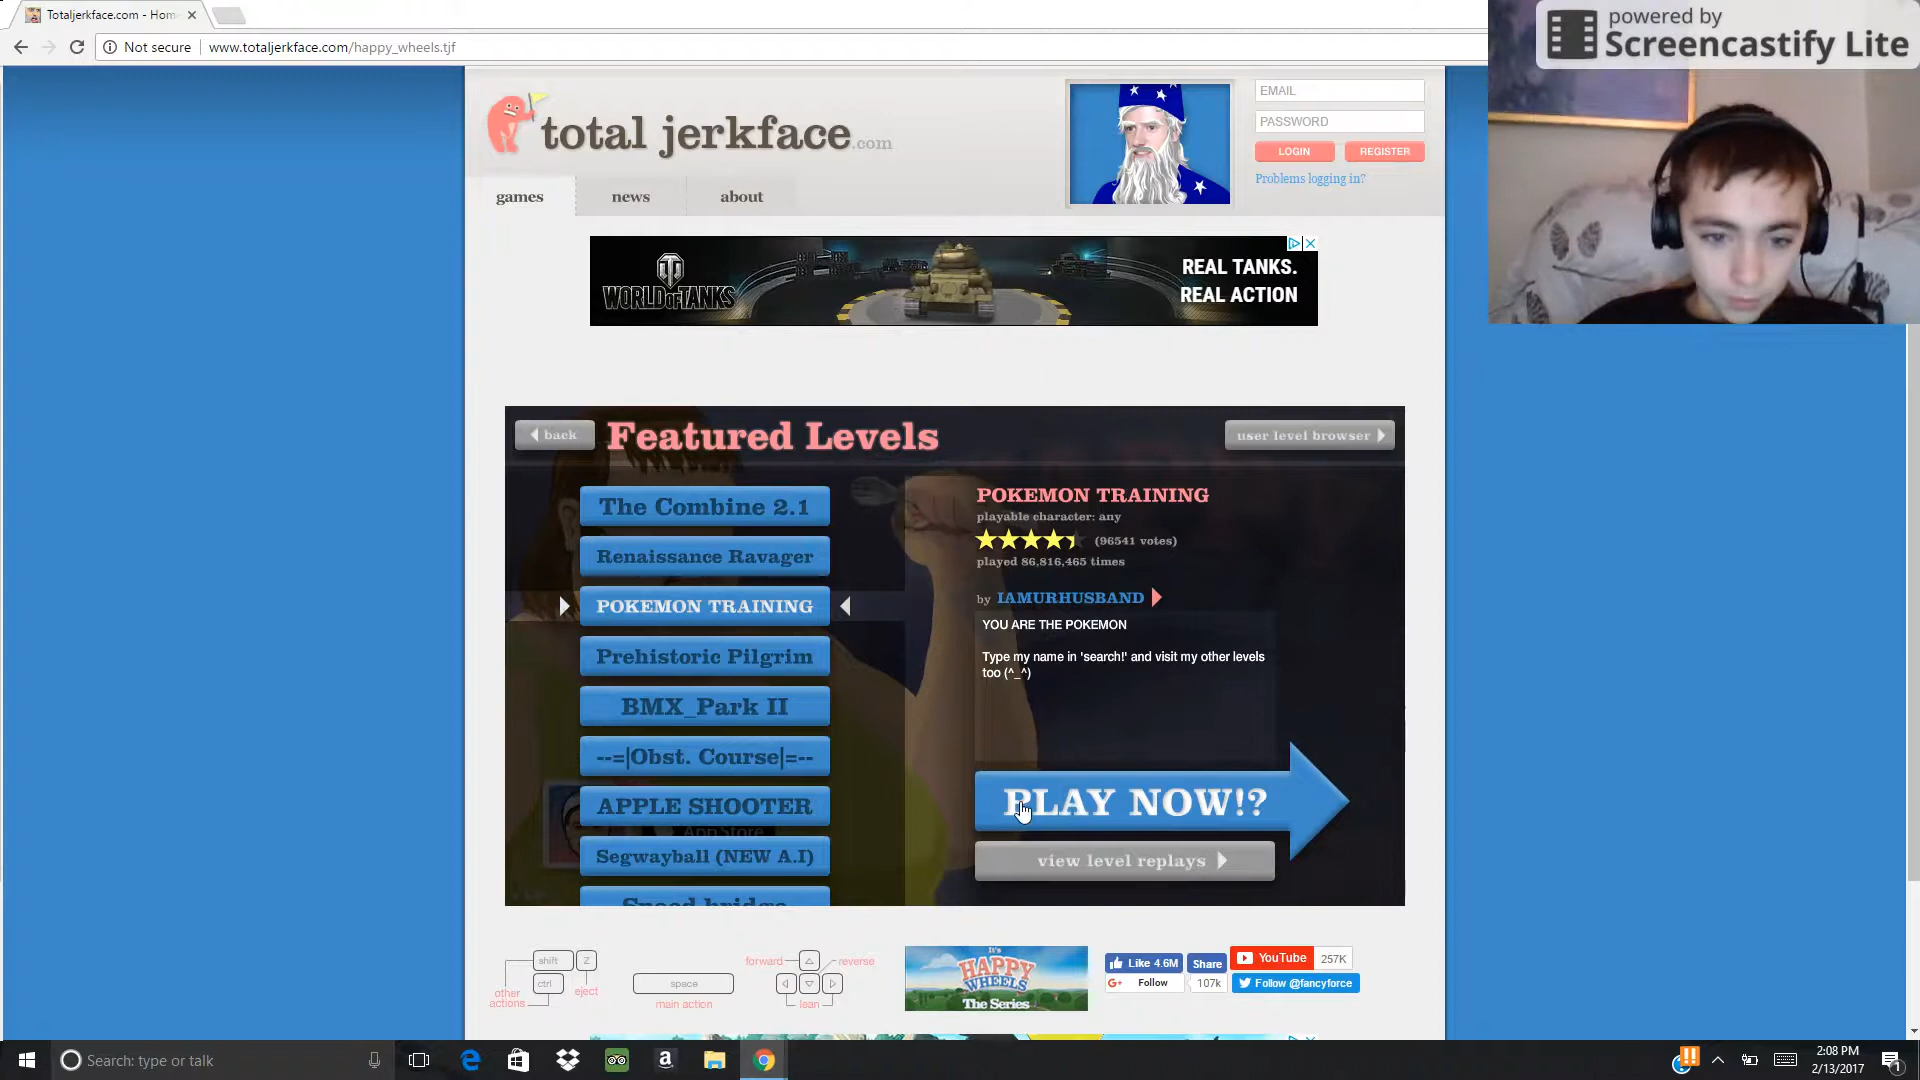 Totaljerkface.com - Hom
powered by
Screencastify Lite
Not secure www.totaljerkface.com/happy_wheels.tjf
total jerkface.com
EMAIL
PASSWORD
LOGIN REGISTER
Problems logging in?
games news about
WORLD OF TANKS
REAL TANKS.
REAL ACTION
back Featured Levels user level browser
The Combine 2.1
Renaissance Ravager
POKEMON TRAINING
Prehistoric Pilgrim
BMX_Park II
--=|Obst. Course|=--
APPLE SHOOTER
App Store
Segwayball (NEW A.I)
Speed bridge
POKEMON TRAINING
playable character: any
(96541 votes)
played 86,816,465 times
by IAMURHUSBAND
YOU ARE THE POKEMON
Type my name in 'search!' and visit my other levels
too (^_^)
PLAY NOW!?
view level replays
shift Z
ctrl
other
actions
eject
space
main action
forward reverse
lean
It's
HAPPY
WHEELS
The Series
Like 4.6M Share
YouTube 257K
G+ Follow 107k
Follow @fancyforce
Search: type or talk
2:08 PM
2/13/2017